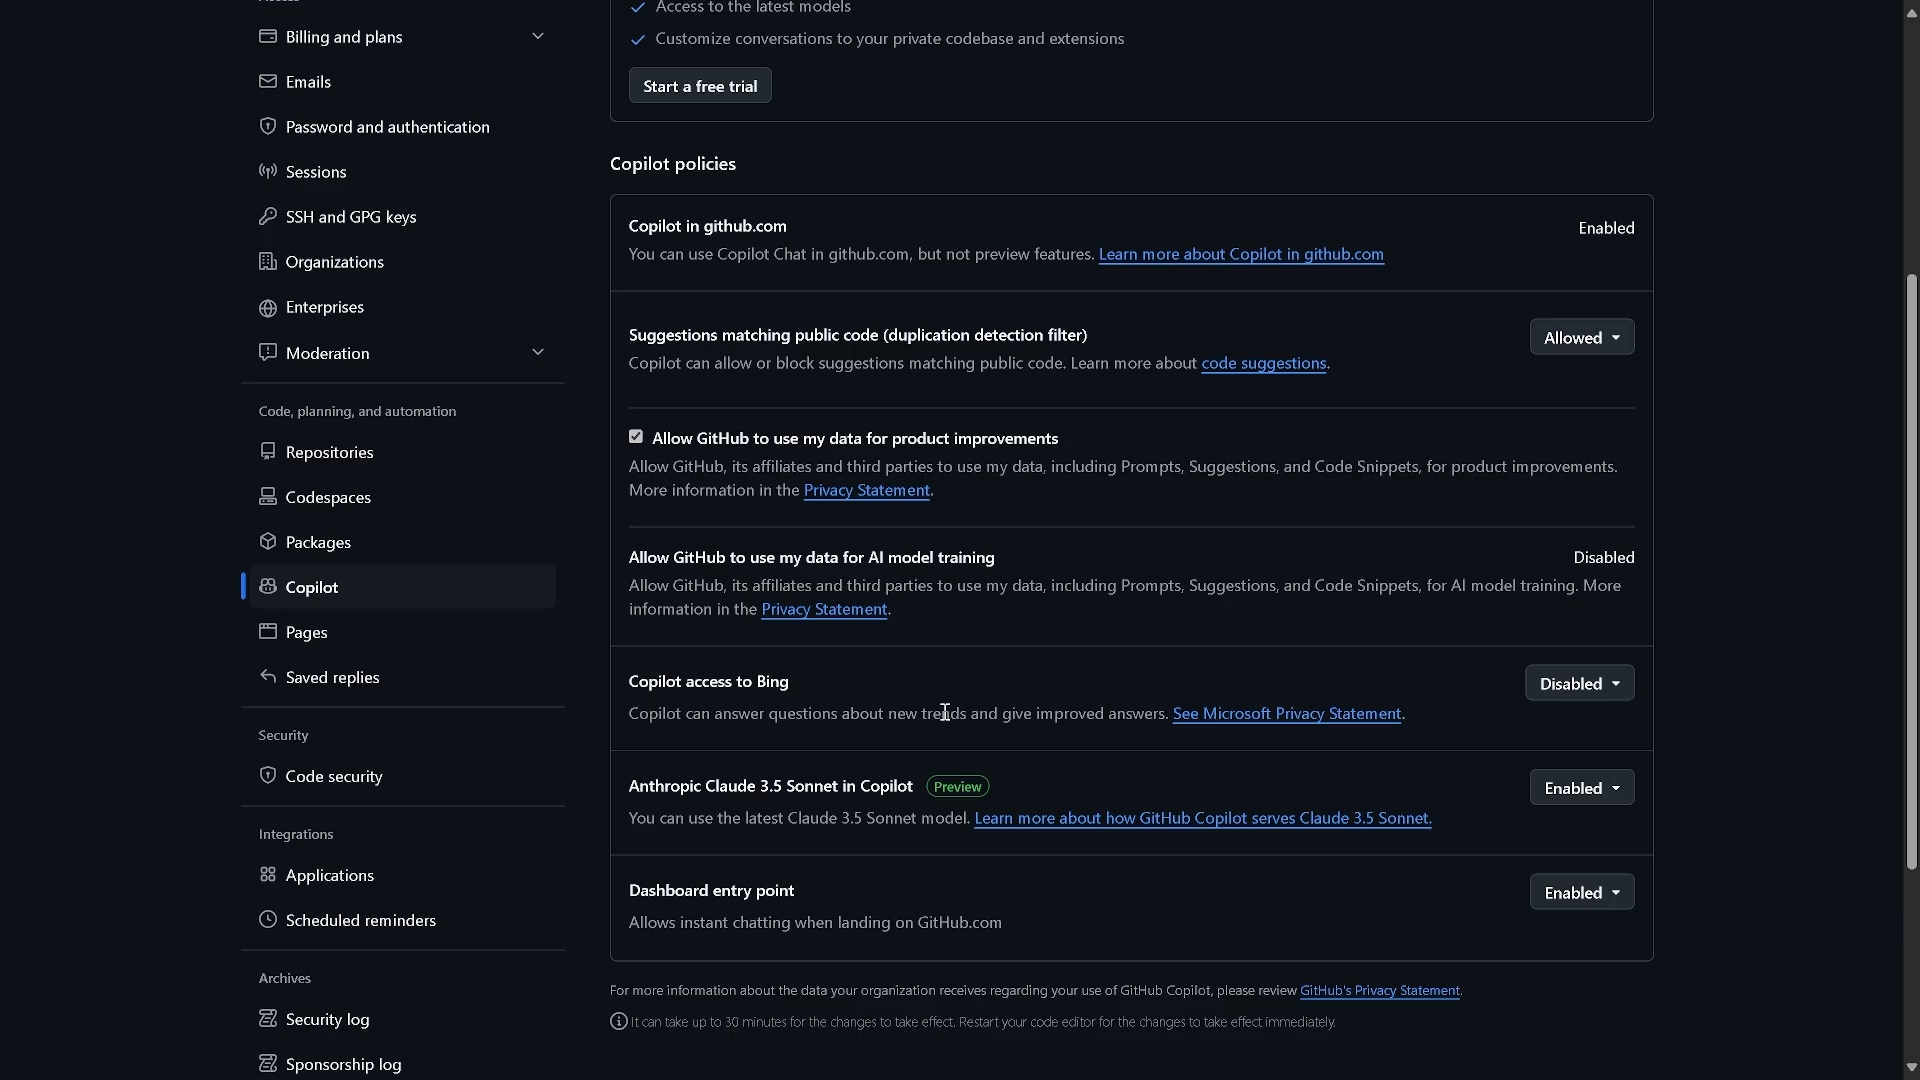 Billing and plans
Emails
Password and authentication
Sessions
SSH and GPG keys
Organizations
Enterprises
Moderation
Code, planning, and automation
Repositories
Codespaces
Packages
Copilot
Pages
Saved replies
Security
Code security
Integrations
Applications
Scheduled reminders
Archives
Security log
Sponsorship log
Access to the latest models
Customize conversations to your private codebase and extensions
Start a free trial
Copilot policies
Copilot in github.com
Enabled
You can use Copilot Chat in github.com, but not preview features. Learn more about Copilot in github.com
Suggestions matching public code (duplication detection filter)
Allowed
Copilot can allow or block suggestions matching public code. Learn more about code suggestions.
Allow GitHub to use my data for product improvements
Allow GitHub, its affiliates and third parties to use my data, including Prompts, Suggestions, and Code Snippets, for product improvements.
More information in the Privacy Statement.
Allow GitHub to use my data for AI model training
Disabled
Allow GitHub, its affiliates and third parties to use my data, including Prompts, Suggestions, and Code Snippets, for AI model training. More
information in the Privacy Statement.
Copilot access to Bing
Disabled
Copilot can answer questions about new trends and give improved answers. See Microsoft Privacy Statement.
Anthropic Claude 3.5 Sonnet in Copilot Preview
Enabled
You can use the latest Claude 3.5 Sonnet model. Learn more about how GitHub Copilot serves Claude 3.5 Sonnet.
Dashboard entry point
Enabled
Allows instant chatting when landing on GitHub.com
For more information about the data your organization receives regarding your use of GitHub Copilot, please review GitHub's Privacy Statement.
It can take up to 30 minutes for the changes to take effect. Restart your code editor for the changes to take effect immediately.